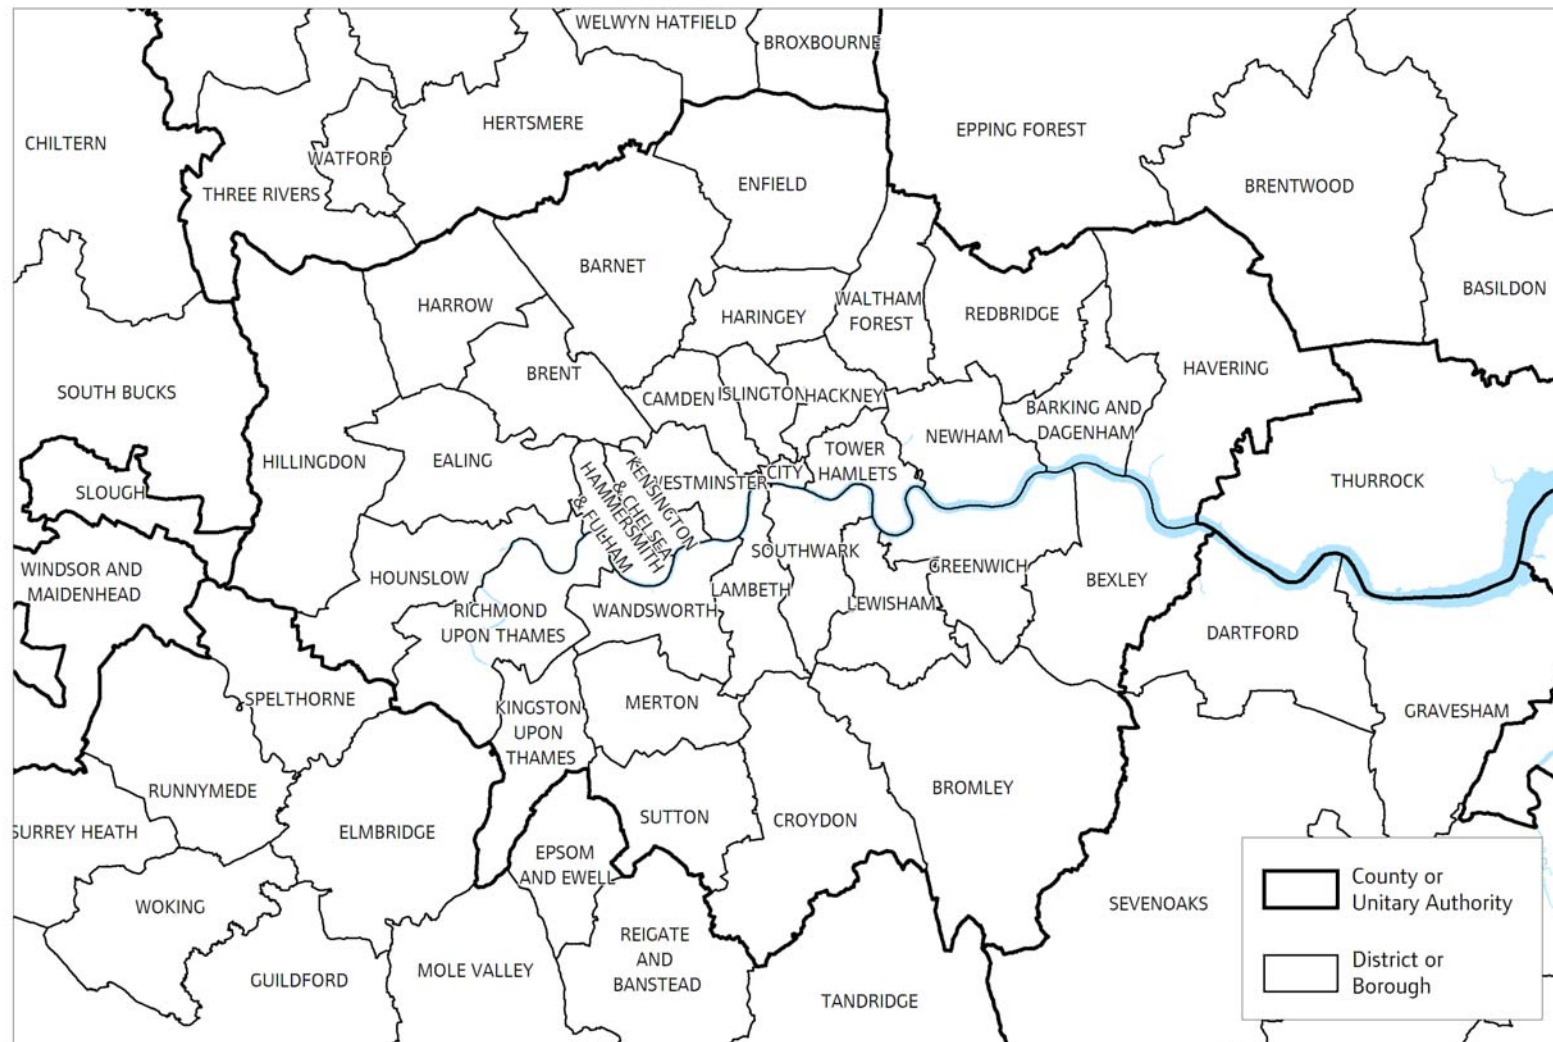 WELWYN HATFIELD
BROXBOURNE
HERTSMERE
EPPING FOREST
CHILTERN
WATFORD
THREE RIVERS
ENFIELD
BRENTWOOD
BARNET
HARROW
HARINGEY
WALTHAM
FOREST
REDBRIDGE
BASILDON
SOUTH BUCKS
BRENT
CAMDEN
ISLINGTON
HACKNEY
HAVERING
BARKING AND
DAGENHAM
HILLINGDON
EALING
NEWHAM
TOWER
HAMLETS
CITY
WESTMINSTER
KENSINGTON
& CHELSEA
HAMMERSMITH
& FULHAM
SLOUGH
THURROCK
WINDSOR AND
MAIDENHEAD
HOUNSLOW
SOUTHWARK
GREENWICH
BEXLEY
RICHMOND
UPON THAMES
WANDSWORTH
LAMBETH
LEWISHAM
DARTFORD
SPELTHORNE
KINGSTON
UPON
THAMES
MERTON
GRAVESHAM
RUNNYMEDE
SURREY HEATH
ELMBRIDGE
SUTTON
CROYDON
BROMLEY
EPSOM
AND EWELL
WOKING
SEVENOAKS
GUILDFORD
MOLE VALLEY
REIGATE
AND
BANSTEAD
TANDRIDGE
County or
Unitary Authority
District or
Borough